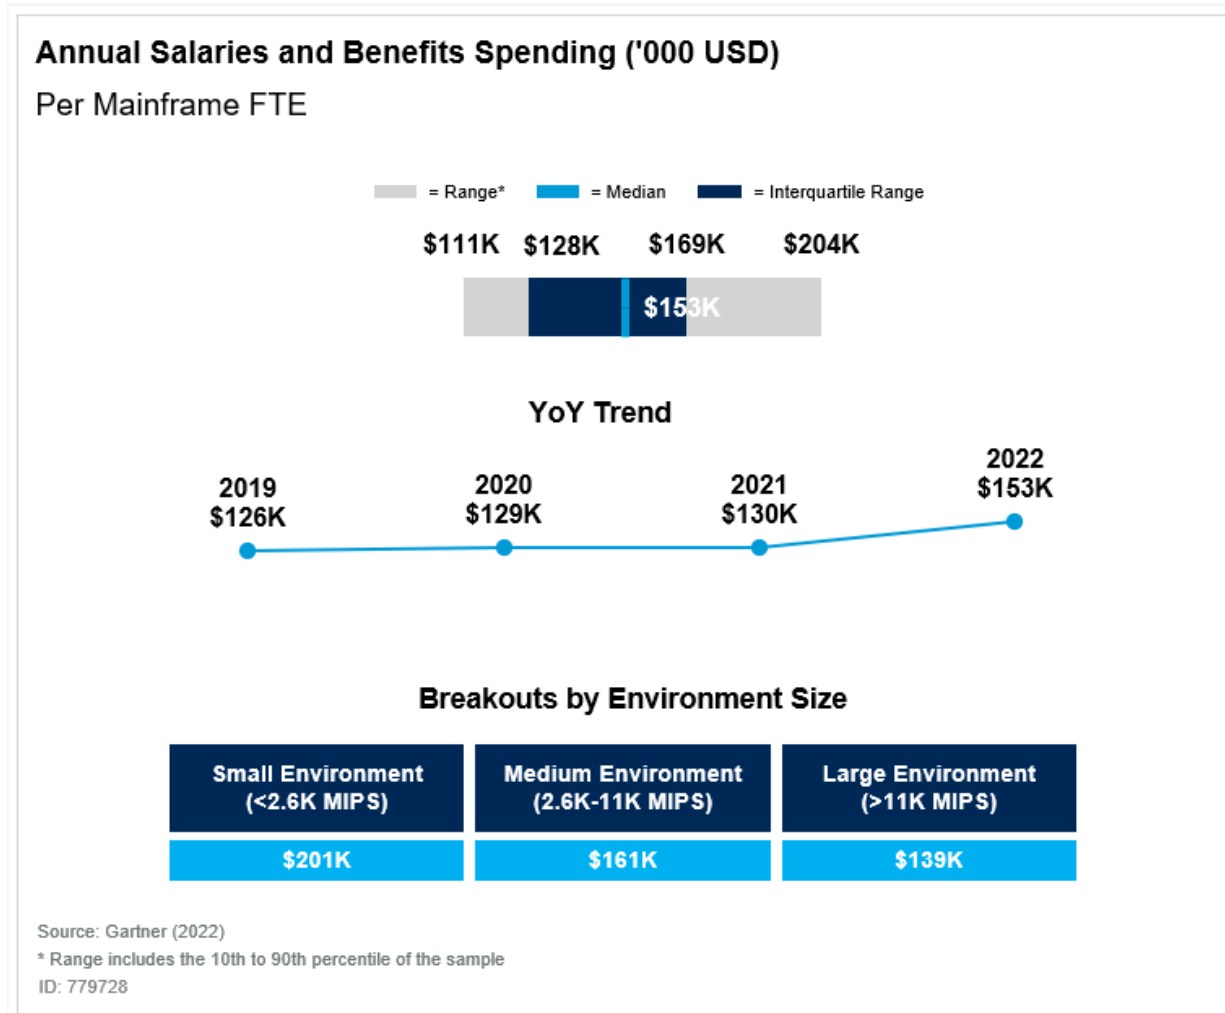 Annual Salaries and Benefits Spending ('000 USD)
Per Mainframe FTE
= Range* = Median = Interquartile Range
$111K $128K $169K $204K
$153K
YoY Trend
2019 2020 2021 2022
$126K $129K $130K $153K
Breakouts by Environment Size
Small Environment
(<2.6K MIPS)
Medium Environment
(2.6K-11K MIPS)
Large Environment
(>11K MIPS)
$201K $161K $139K
Source: Gartner (2022)
* Range includes the 10th to 90th percentile of the sample
ID: 779728